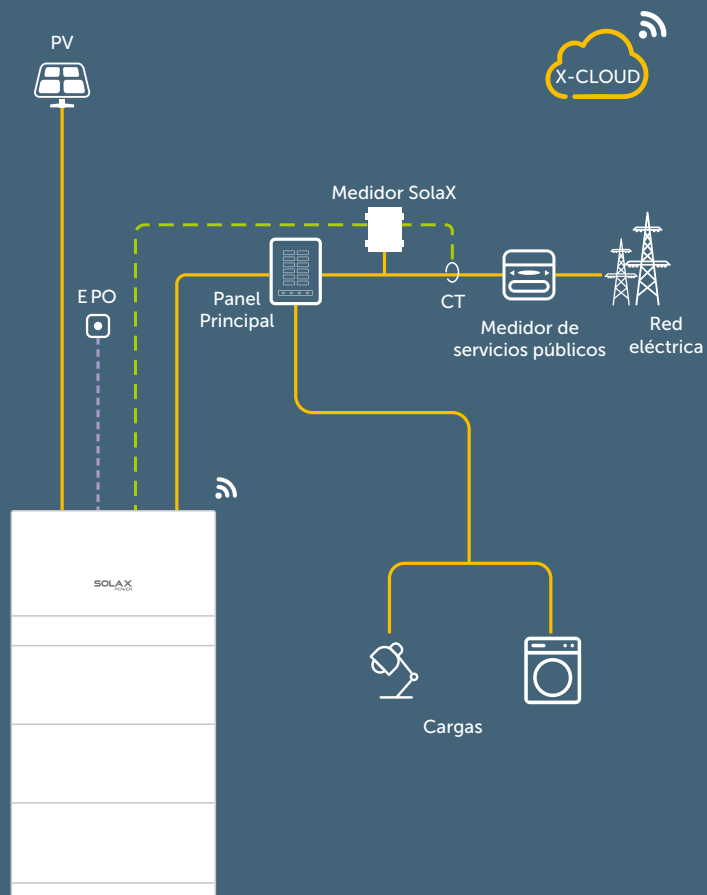 PV
X-CLOUD
Medidor SolaX
E PO
Panel
Principal
CT
Medidor de
servicios públicos
Red
eléctrica
SOLAX
POWER
Cargas